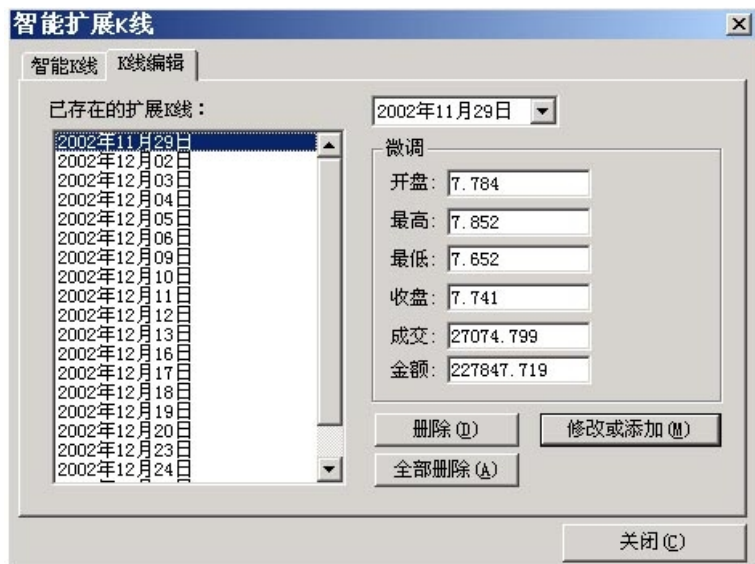 智能扩展K线
智能K线 K线编辑
已存在的扩展K线：
2002年11月29日
2002年12月02日
2002年12月03日
2002年12月04日
2002年12月05日
2002年12月06日
2002年12月09日
2002年12月10日
2002年12月11日
2002年12月12日
2002年12月13日
2002年12月16日
2002年12月17日
2002年12月18日
2002年12月19日
2002年12月20日
2002年12月23日
2002年12月24日
2002年11月29日
微调
开盘: 7.784
最高: 7.852
最低: 7.652
收盘: 7.741
成交: 27074.799
金额: 227847.719
删除(D) 修改或添加(M)
全部删除(A)
关闭(C)